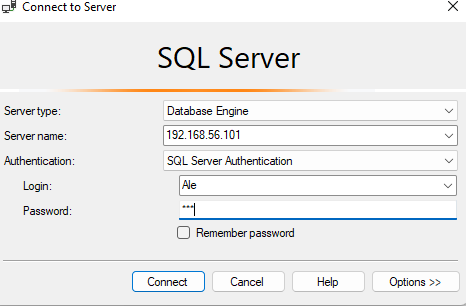 Connect to Server
SQL Server
Server type: Database Engine
Server name: 192.168.56.101
Authentication: SQL Server Authentication
Login: Ale
Password: ***
Remember password
Connect Cancel Help Options >>